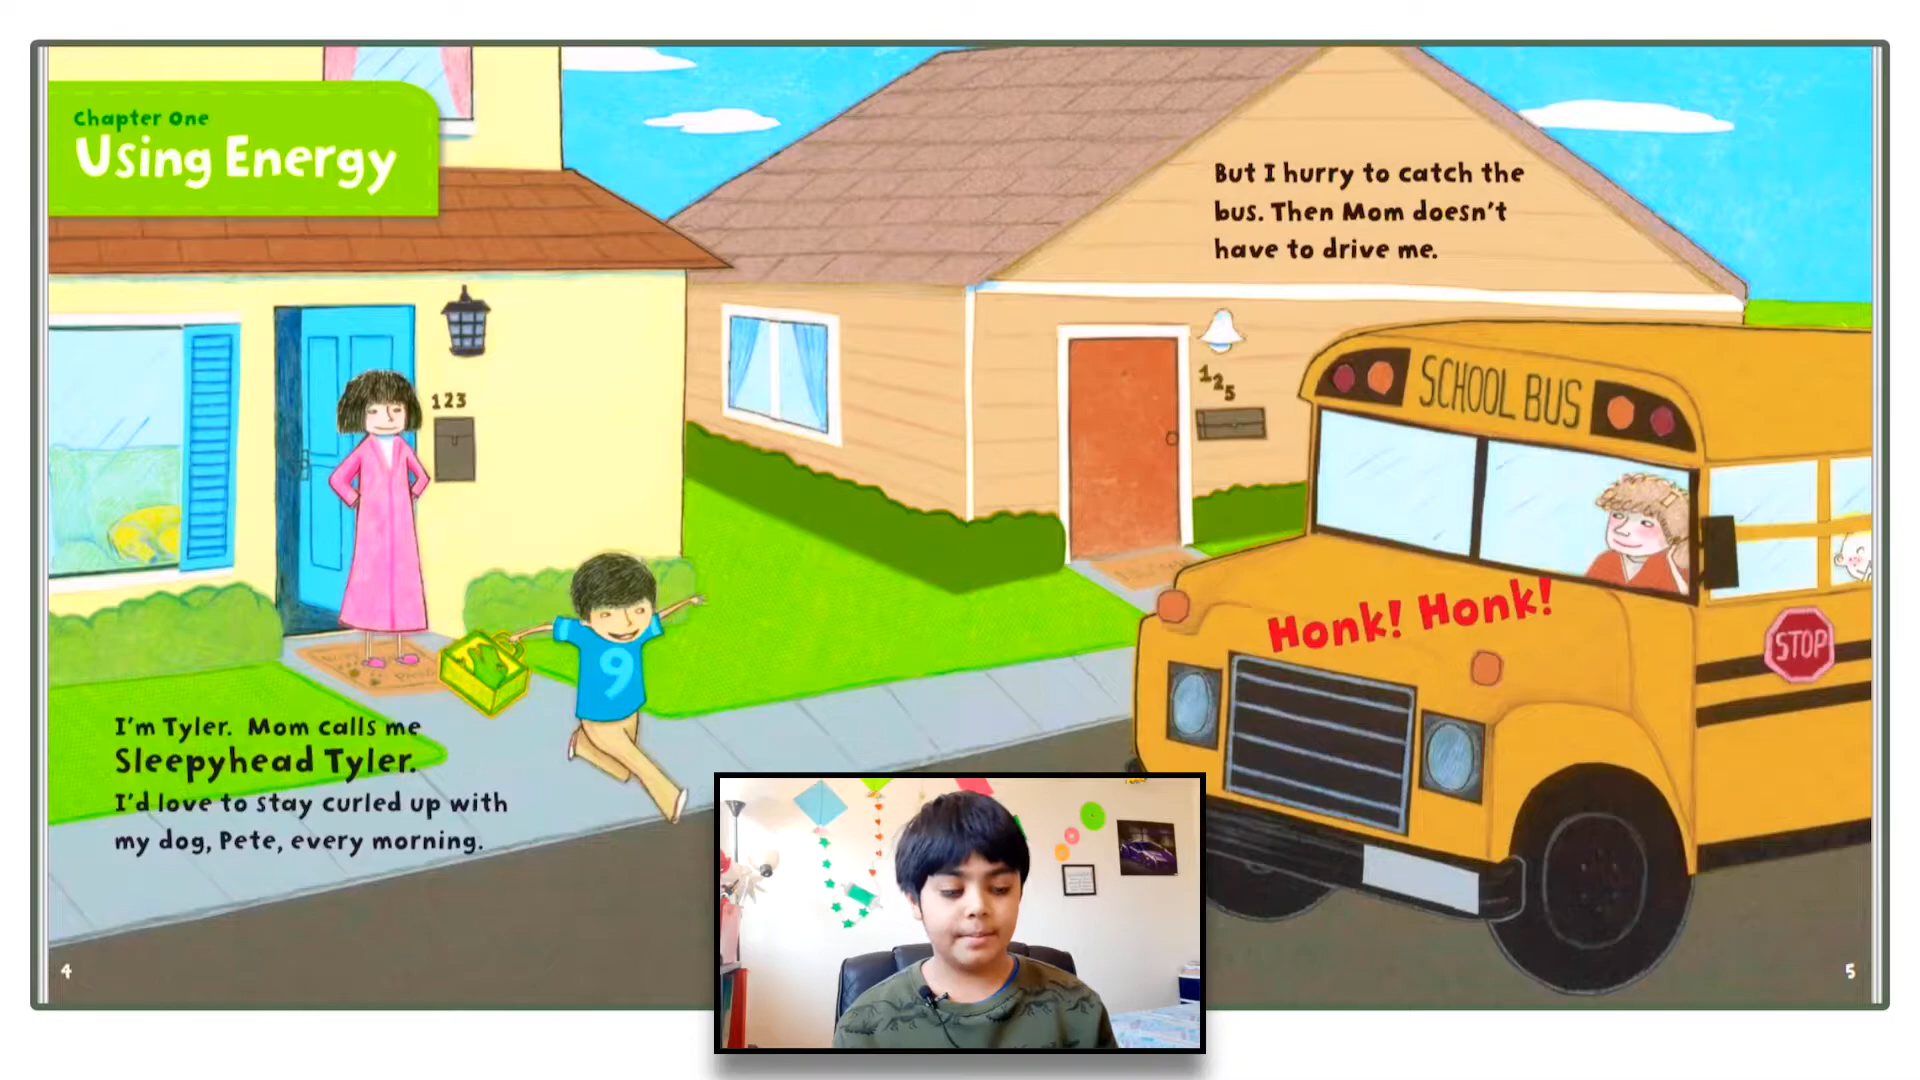 Chapter One
Using Energy
But I hurry to catch the
bus. Then Mom doesn't
have to drive me.
123
125
SCHOOL BUS
Honk! Honk!
STOP
I'm Tyler. Mom calls me
Sleepyhead Tyler.
I'd love to stay curled up with
my dog, Pete, every morning.
4
5